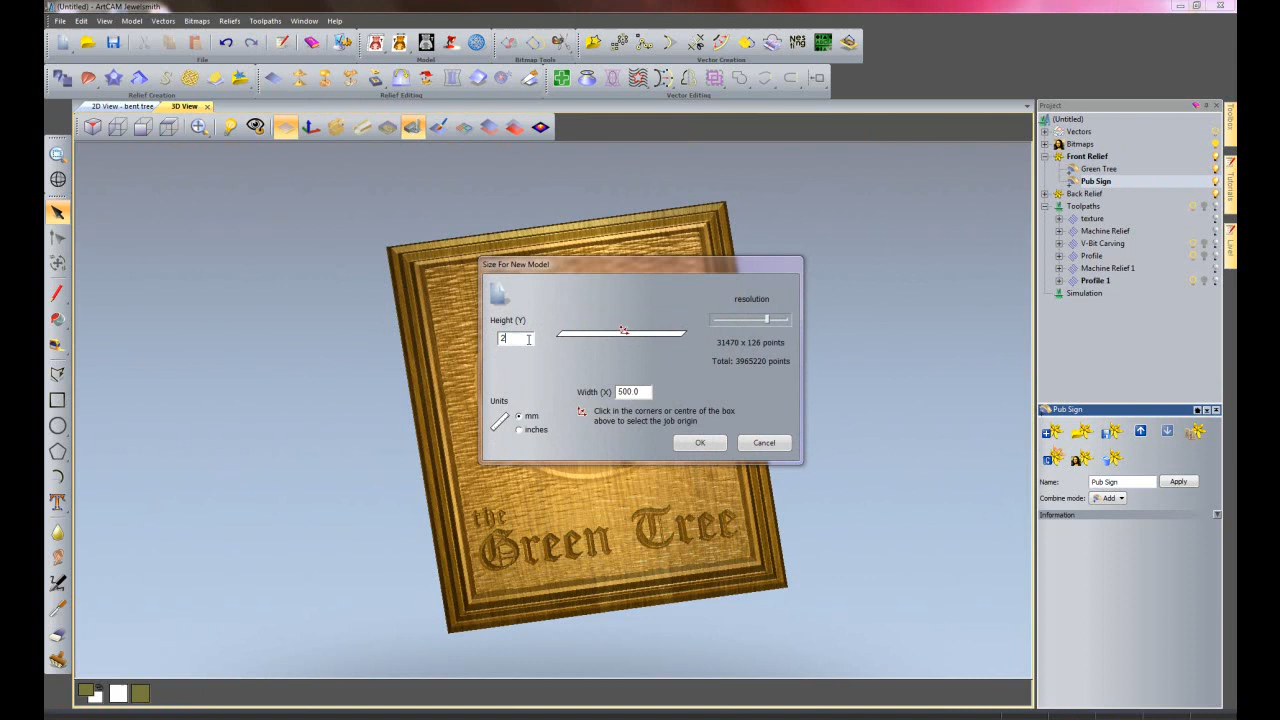 (Untitled) - ArtCAM Jewelsmith
File Edit View Model Vectors Bitmaps Reliefs Toolpaths Window Help
File Model Bitmap Tools Vector Creation
Nes ting
Relief Creation Relief Editing Vector Editing
2D View - bent tree 3D View
Project
(Untitled)
Vectors
Bitmaps
Front Relief
Green Tree
Pub Sign
Back Relief
Toolpaths
texture
Machine Relief
V-Bit Carving
Profile
Machine Relief 1
Profile 1
Simulation
Toolbox
Tutorials
Layer
Size For New Model
Height (Y)
2
resolution
31470 x 126 points
Total: 3965220 points
Width (X) 500.0
Units
mm
inches
Click in the corners or centre of the box
above to select the job origin
OK Cancel
the
Green Tree
Pub Sign
Name: Pub Sign Apply
Combine mode: Add
Information